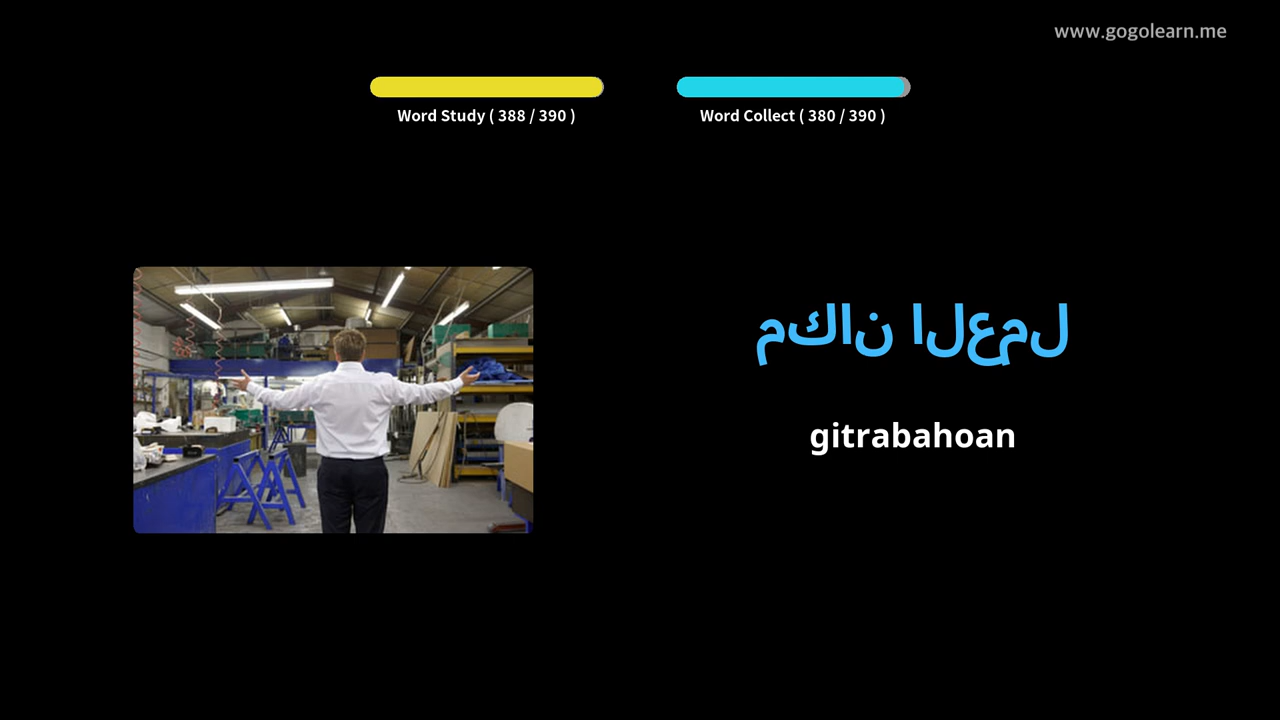 www.gogolearn.me
Word Study ( 388 / 390 )
Word Collect ( 380 / 390 )
مكان العمل
gitrabahoan